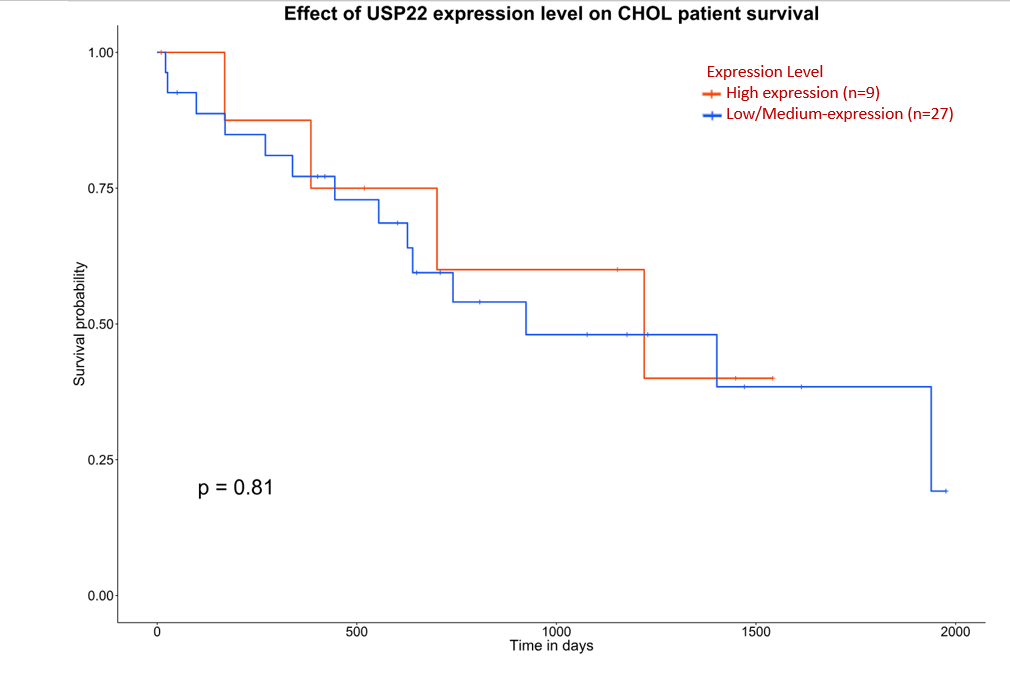 Effect of USP22 expression level on CHOL patient survival
Expression Level
High expression (n=9)
Low/Medium-expression (n=27)
1.00
0.75
0.50
0.25
0.00
Survival probability
p = 0.81
0
500
1000
1500
2000
Time in days